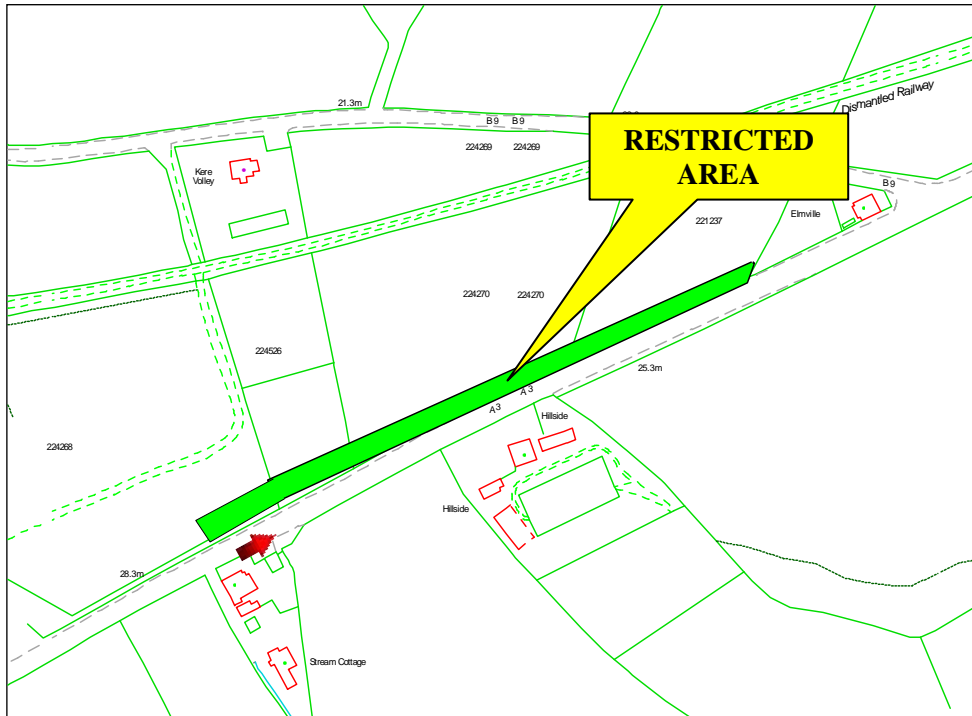 21.3m
Dismantled Railway
B 9 B 9
RESTRICTED
AREA
224269 224269
Kere
Volley
B 9
Elmville
221237
224270 224270
224526
25.3m
A 3
A 3
Hillside
224268
Hillside
28.3m
Stream Cottage